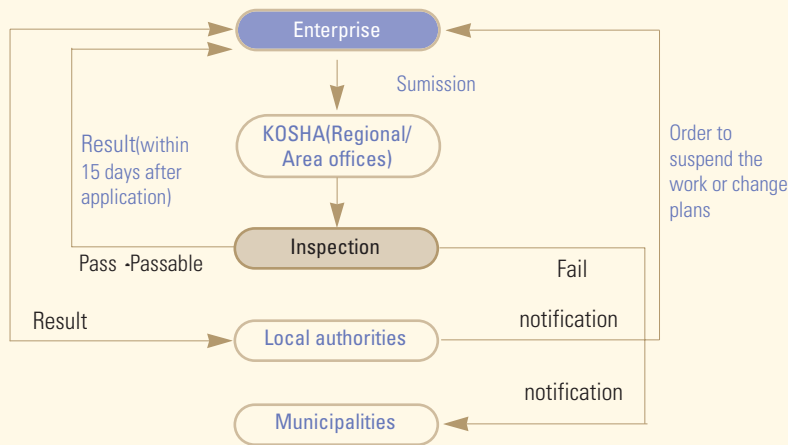 Enterprise
Sumission
KOSHA(Regional/
Area offices)
Result(within
15 days after
application)
Order to
suspend the
work or change
plans
Inspection
Pass -Passable
Fail
Result
Local authorities
notification
notification
Municipalities